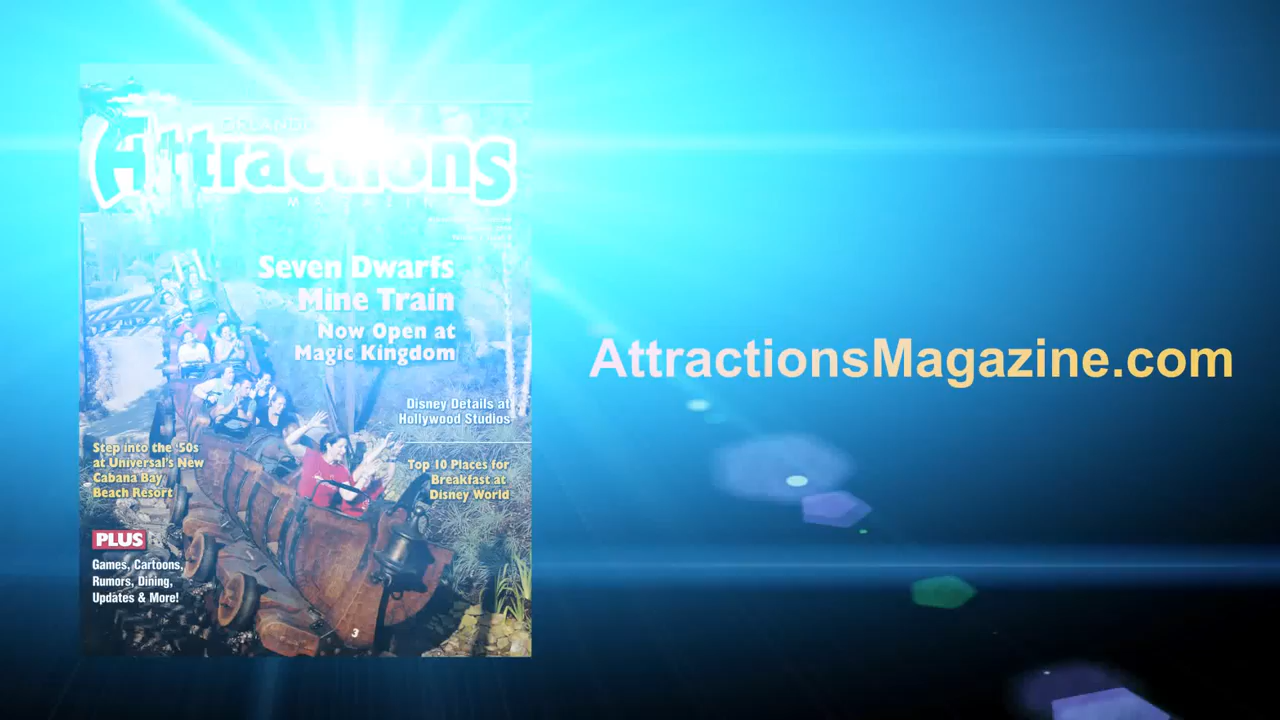 Attractions
Seven Dwarfs
Mine Train
Now Open at
Magic Kingdom
Disney Details at
Hollywood Studios
Step into the '50s
at Universal's New
Cabana Bay
Beach Resort
Top 10 Places for
Breakfast at
Disney World
PLUS
Games, Cartoons,
Rumors, Dining,
Updates & More!
3
AttractionsMagazine.com